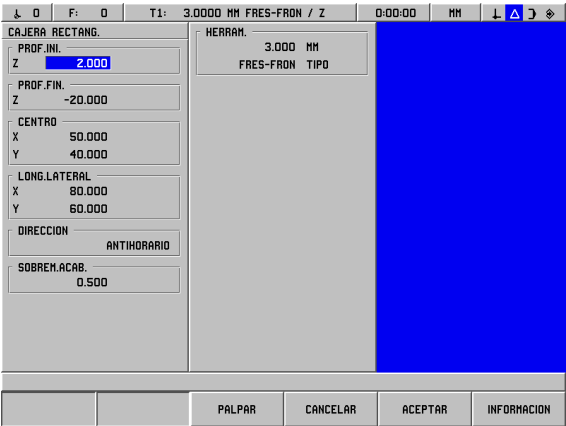 0 F: 0 T1: 3.0000 MM FRES-FRON / Z 0:00:00 MM
CAJERA RECTANG.
PROF.INI.
Z 2.000
PROF.FIN.
Z -20.000
CENTRO
X 50.000
Y 40.000
LONG.LATERAL
X 80.000
Y 60.000
DIRECCION
ANTIHORARIO
SOBREM.ACAB.
0.500
HERRAM.
3.000 MM
FRES-FRON TIPO
PALPAR CANCELAR ACEPTAR INFORMACION